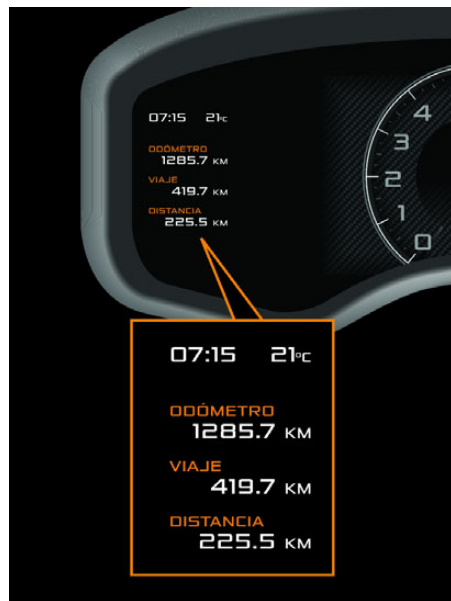 07:15 21°C
ODÓMETRO
1285.7 KM
VIAJE
419.7 KM
DISTANCIA
225.5 KM
4
3
2
1
0
07:15 21°C
ODÓMETRO
1285.7 KM
VIAJE
419.7 KM
DISTANCIA
225.5 KM